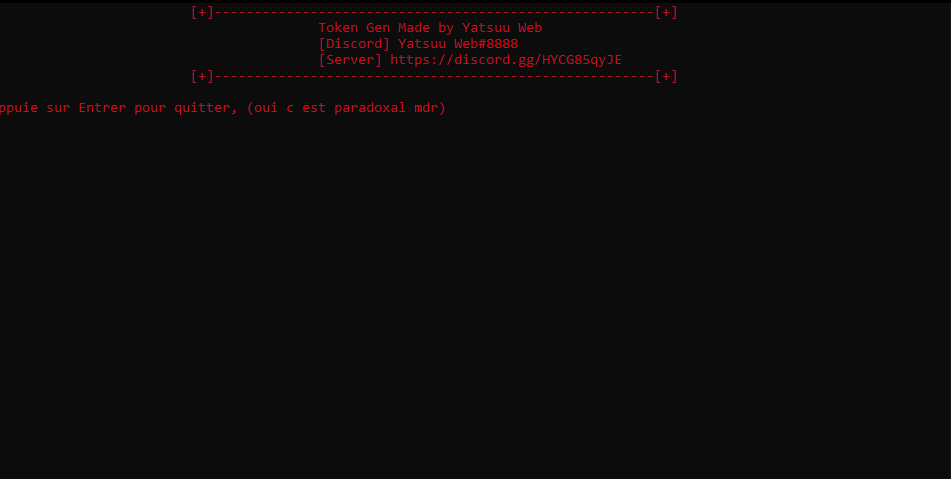 [+]-------------------------------------------------------[+]
Token Gen Made by Yatsuu Web
[Discord] Yatsuu Web#8888
[Server] https://discord.gg/HYCG85qyJE
[+]-------------------------------------------------------[+]
ppuie sur Entrer pour quitter, (oui c est paradoxal mdr)